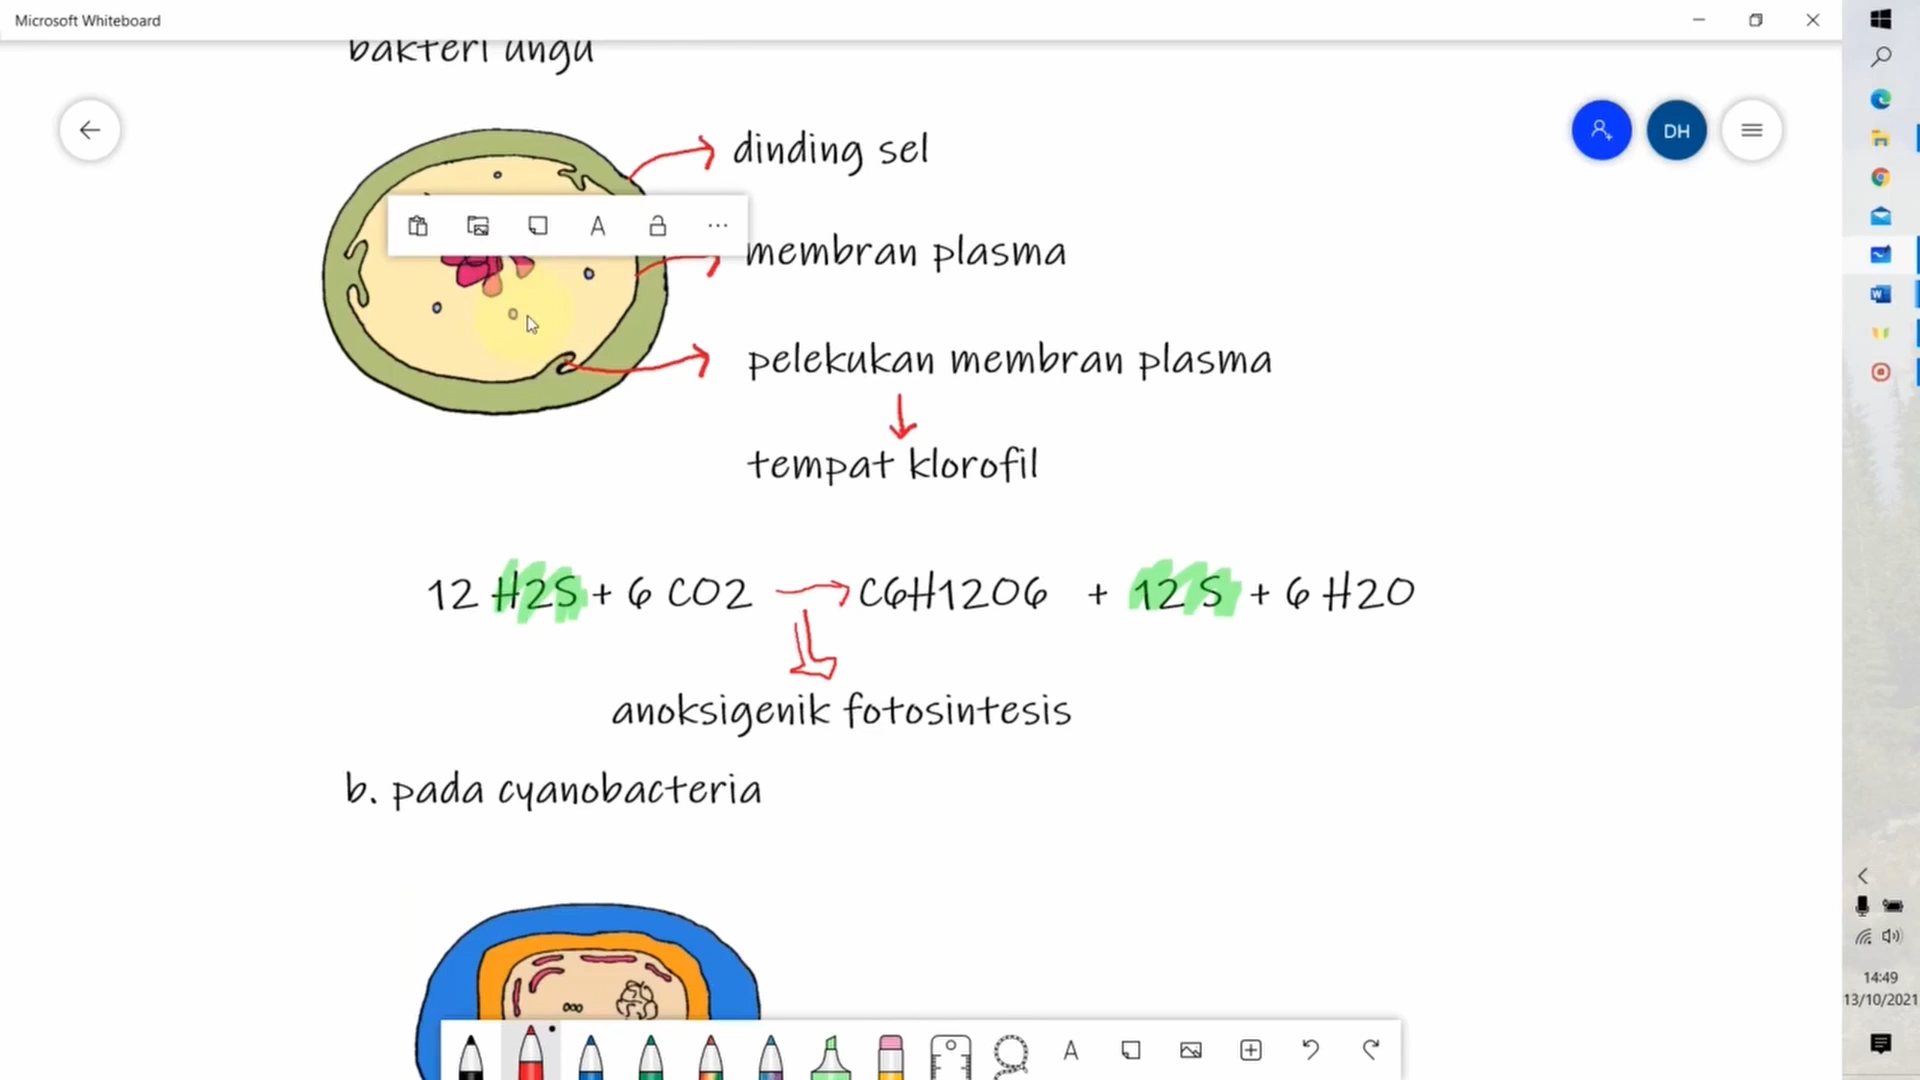 Microsoft Whiteboard
bakteri ungu
DH
dinding sel
membran plasma
pelekukan membran plasma
tempat klorofil
12 H2S + 6 CO2 C6H12O6 + 12 S + 6 H2O
anoksigenik fotosintesis
b. pada cyanobacteria
14:49
13/10/2021